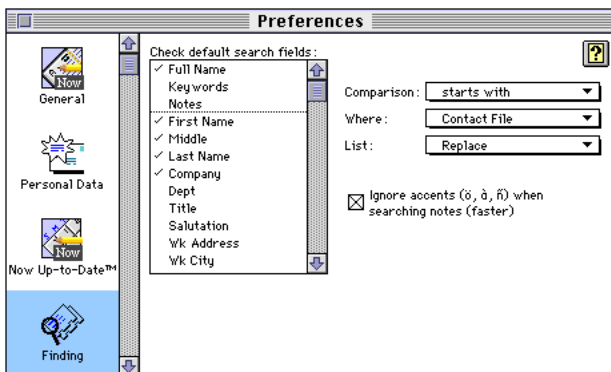 Preferences
Now
General
Personal Data
Now
Now Up-to-Date™
Finding
Check default search fields:
✓ Full Name
Keywords
Notes
✓ First Name
✓ Middle
✓ Last Name
✓ Company
Dept
Title
Salutation
Wk Address
Wk City
?
Comparison: starts with
Where: Contact File
List: Replace
Ignore accents (ö, à, ñ) when
searching notes (faster)